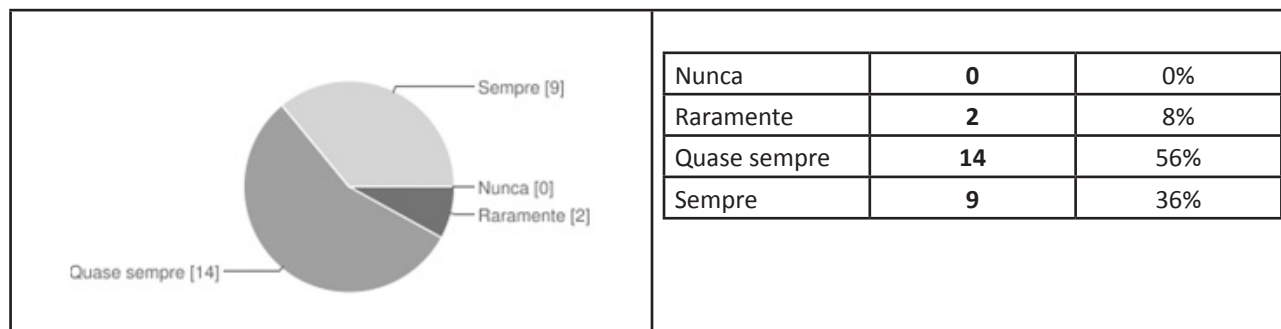 Sempre [9]
Nunca [0]
Raramente [2]
Quase sempre [14]
Nunca 0 0%
Raramente 2 8%
Quase sempre 14 56%
Sempre 9 36%